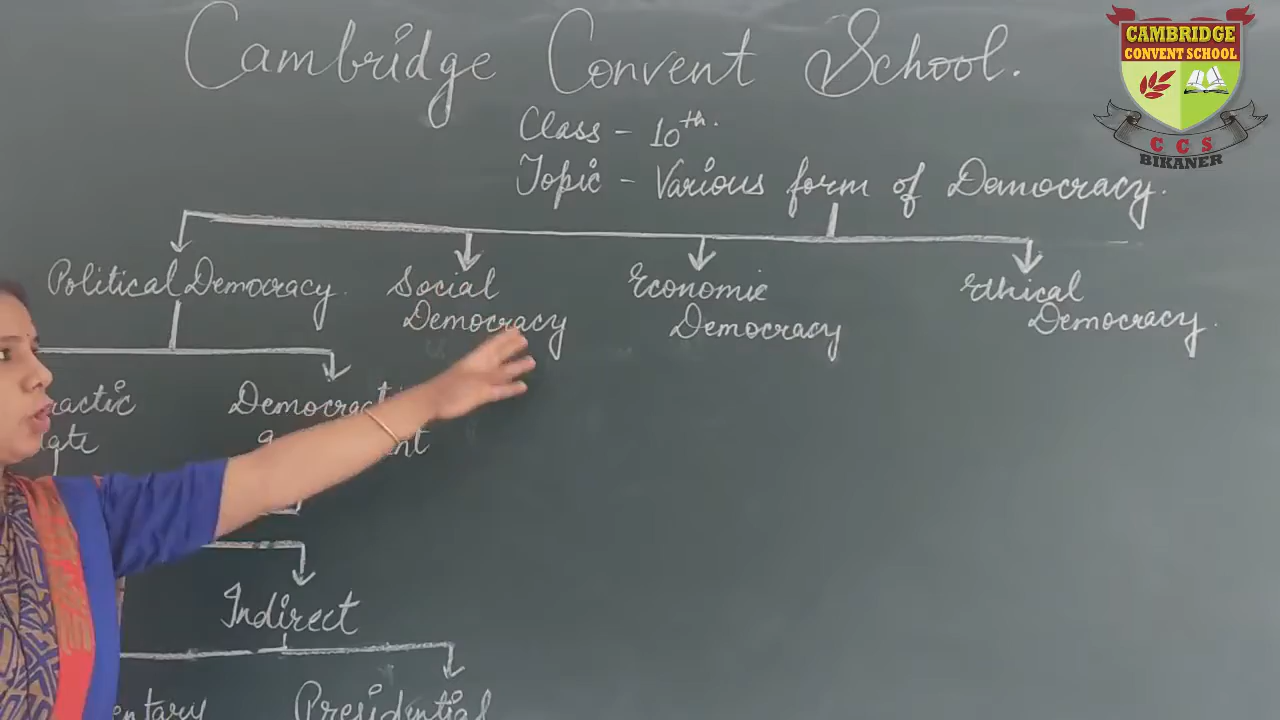 Cambridge Convent School.
CAMBRIDGE
CONVENT SCHOOL
C C S
BIKANER
Class - 10th.
Topic - Various form of Democracy.
Political Democracy.
Social
Democracy
Economic
Democracy
Ethical
Democracy.
Indirect
Presidential